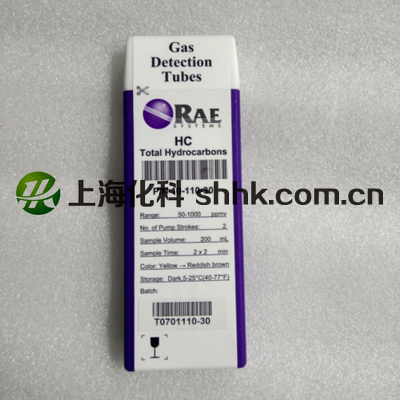 Gas
Detection
Tubes
RAE
SYSTEMS
HC
Total Hydrocarbons
上海化科 shhk.com.cn
Range: 50-1000 ppmv
No. of Pump Strokes: 2
Sample Volume: 200 mL
Sample Time: 2 x 2 min
Color: Yellow → Reddish brown
Storage: Dark,5-25°C(40-77°F)
Batch:
T0701110-30